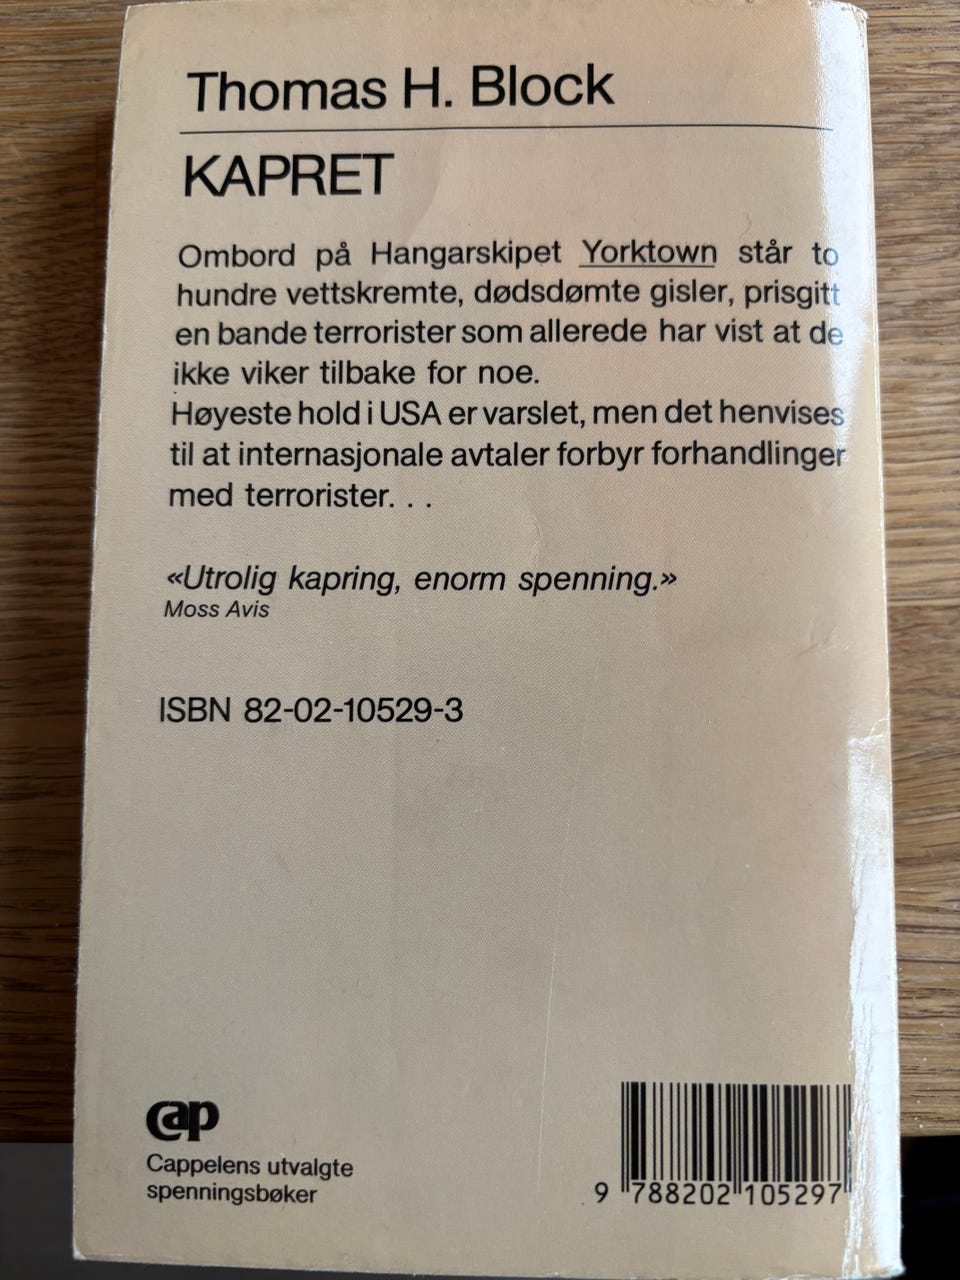 Thomas H. Block
KAPRET
Ombord på Hangarskipet Yorktown står to
hundre vettskremte, dødsdømte gisler, prisgitt
en bande terrorister som allerede har vist at de
ikke viker tilbake for noe.
Høyeste hold i USA er varslet, men det henvises
til at internasjonale avtaler forbyr forhandlinger
med terrorister. . .
«Utrolig kapring, enorm spenning.»
Moss Avis
ISBN 82-02-10529-3
cap
Cappelens utvalgte
spenningsbøker
9 788202 105297